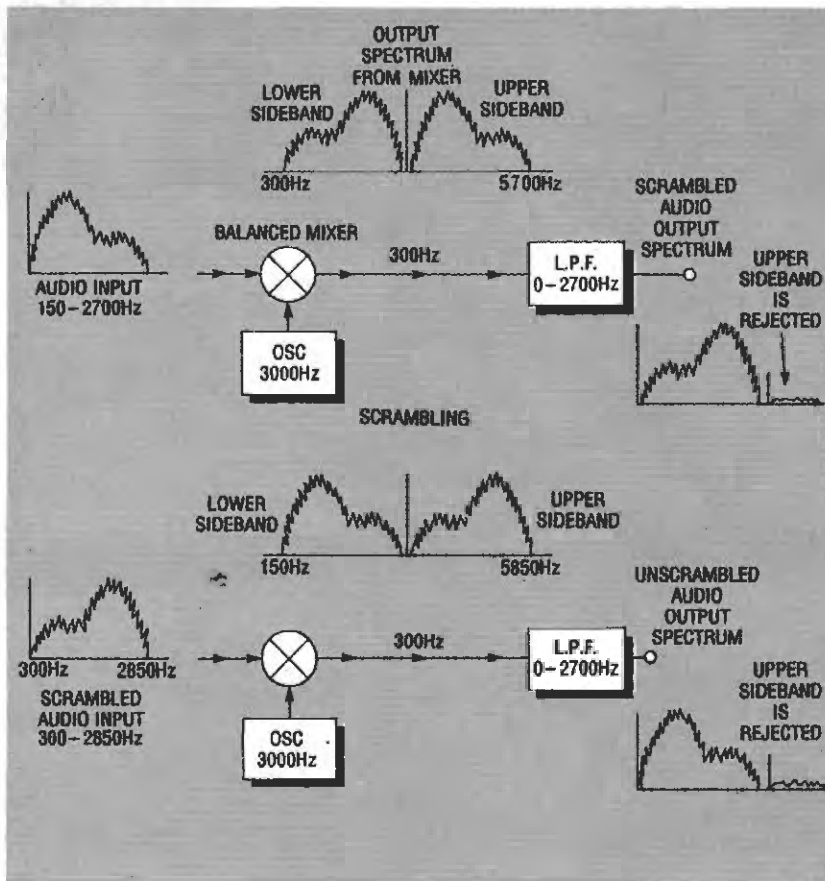 OUTPUT
SPECTRUM
FROM MIXER
LOWER
SIDEBAND
UPPER
SIDEBAND
300Hz
5700Hz
AUDIO INPUT
150-2700Hz
BALANCED MIXER
OSC
3000Hz
300Hz
L.P.F.
0-2700Hz
SCRAMBLED
AUDIO
OUTPUT
SPECTRUM
UPPER
SIDEBAND
IS
REJECTED
SCRAMBLING
LOWER
SIDEBAND
UPPER
SIDEBAND
150Hz
5850Hz
300Hz
2850Hz
SCRAMBLED
AUDIO INPUT
300-2850Hz
OSC
3000Hz
300Hz
L.P.F.
0-2700Hz
UNSCRAMBLED
AUDIO
OUTPUT
SPECTRUM
UPPER
SIDEBAND
IS
REJECTED